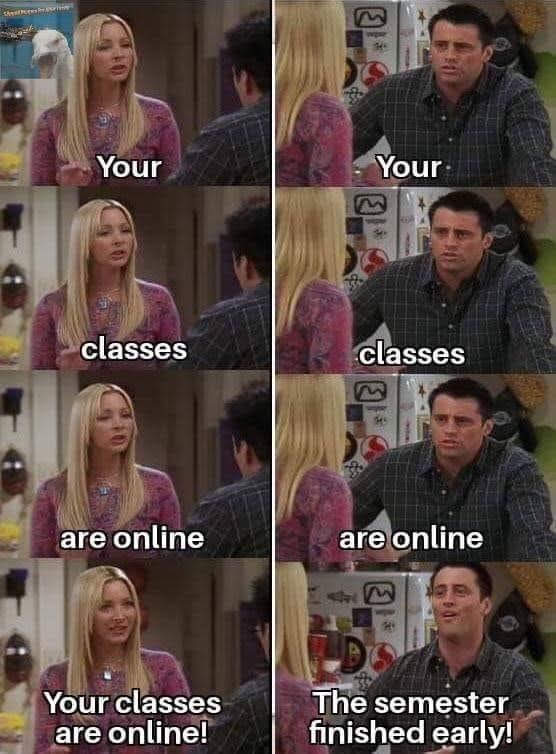 Your
Your
classes
classes
are online
are online
Your classes
are online!
The semester
finished early!